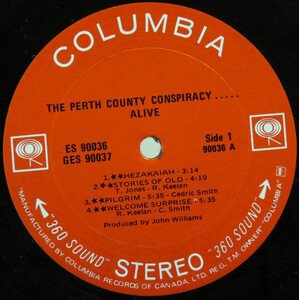 COLUMBIA
THE PERTH COUNTY CONSPIRACY .....
ALIVE
ES 90036
GES 90037
Side 1
90036 A
1. ★★HEZAKAIAH - 3:14
2. ★★STORIES OF OLD - 4:40
T. Jones - R. Keelan
3. ★★PILGRIM - 5:35 - Cedric Smith
4. ★★WELCOME SURPRISE - 5:35
R. Keelan - C. Smith
Produced by John Williams
"360 SOUND" STEREO "360 SOUND"
"MANUFACTURED BY COLUMBIA RECORDS OF CANADA, LTD. REG. T.M. OWNER" COLUMBIA"